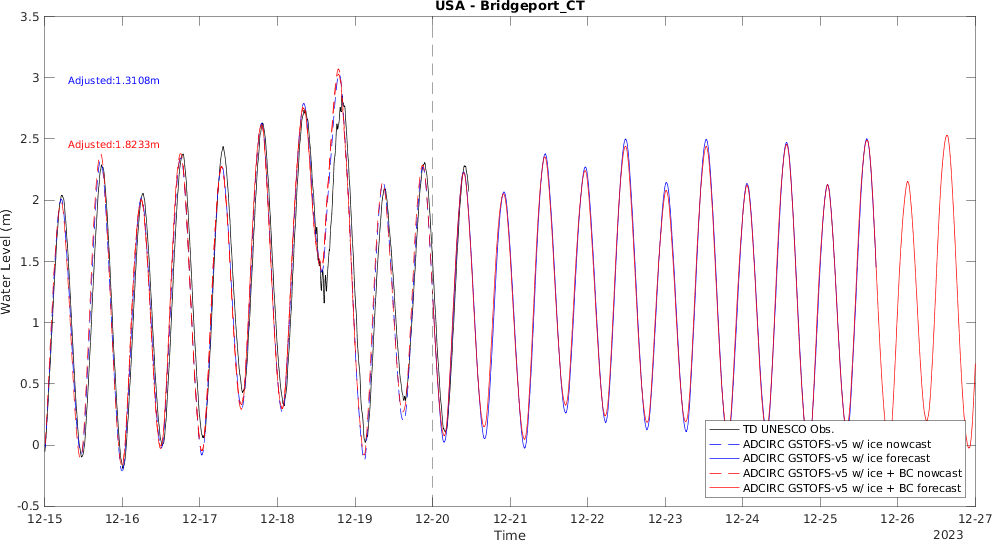 USA - Bridgeport_CT
3.5
3
2.5
2
1.5
1
0.5
0
-0.5
Water Level (m)
Adjusted:1.3108m
Adjusted:1.8233m
TD UNESCO Obs.
ADCIRC GSTOFS-v5 w/ ice nowcast
ADCIRC GSTOFS-v5 w/ ice forecast
ADCIRC GSTOFS-v5 w/ ice + BC nowcast
ADCIRC GSTOFS-v5 w/ ice + BC forecast
12-15 12-16 12-17 12-18 12-19 12-20 12-21 12-22 12-23 12-24 12-25 12-26 12-27
Time
2023